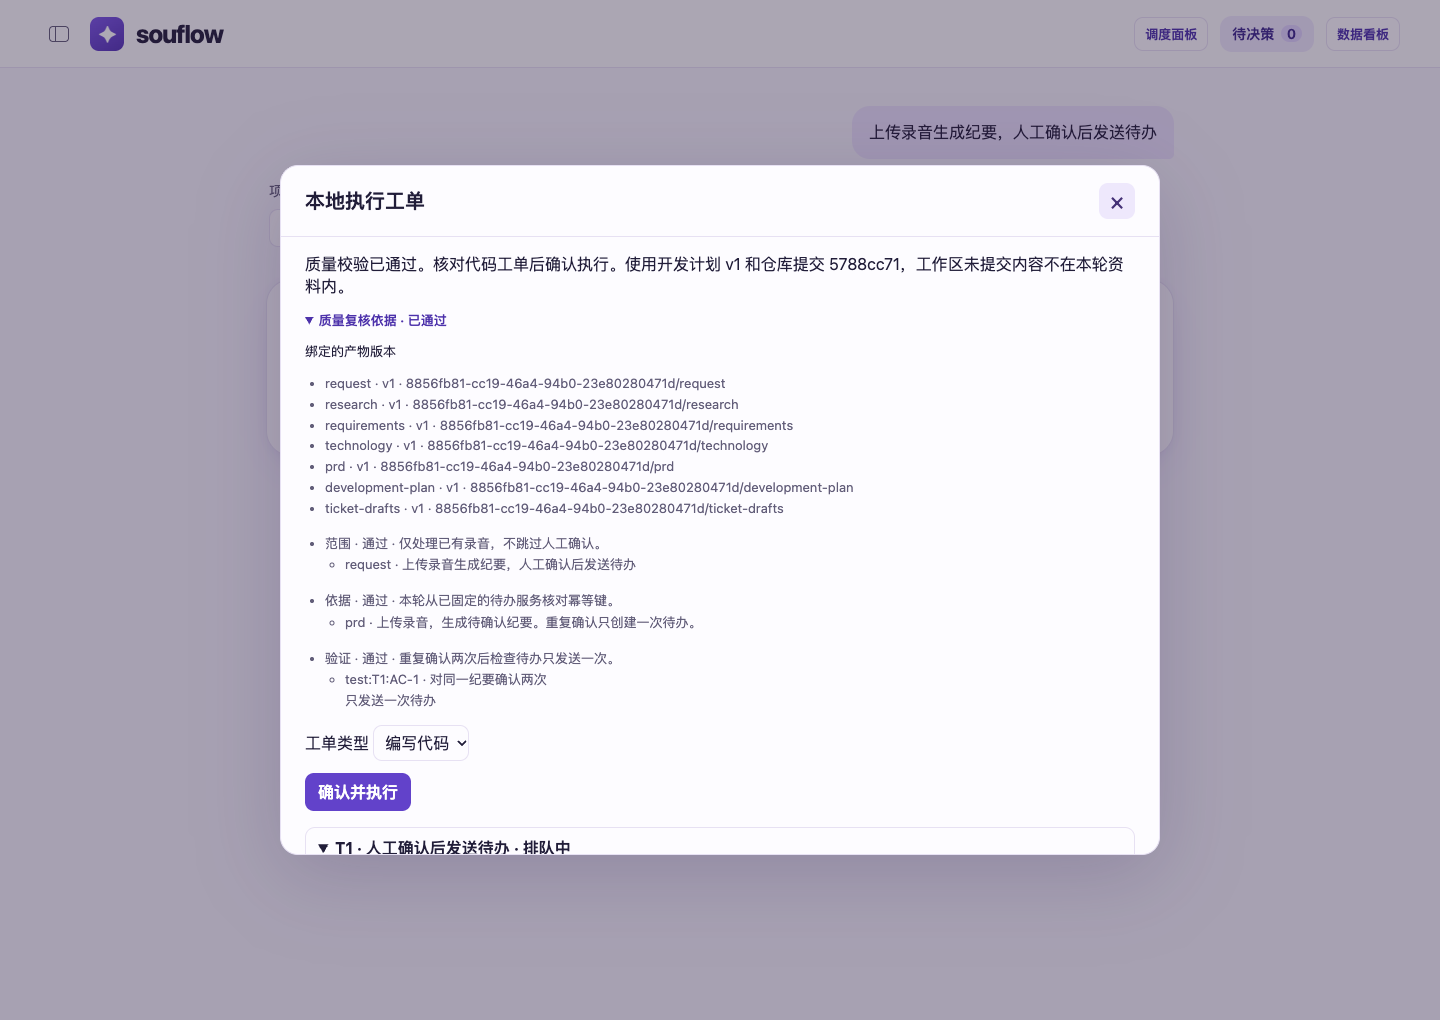 souflow
调度面板
待决策 0
数据看板
上传录音生成纪要，人工确认后发送待办
项
本地执行工单
质量校验已通过。核对代码工单后确认执行。使用开发计划 v1 和仓库提交 5788cc71，工作区未提交内容不在本轮资
料内。
质量复核依据 · 已通过
绑定的产物版本
request · v1 · 8856fb81-cc19-46a4-94b0-23e80280471d/request
research · v1 · 8856fb81-cc19-46a4-94b0-23e80280471d/research
requirements · v1 · 8856fb81-cc19-46a4-94b0-23e80280471d/requirements
technology · v1 · 8856fb81-cc19-46a4-94b0-23e80280471d/technology
prd · v1 · 8856fb81-cc19-46a4-94b0-23e80280471d/prd
development-plan · v1 · 8856fb81-cc19-46a4-94b0-23e80280471d/development-plan
ticket-drafts · v1 · 8856fb81-cc19-46a4-94b0-23e80280471d/ticket-drafts
范围 · 通过 · 仅处理已有录音，不跳过人工确认。
request · 上传录音生成纪要，人工确认后发送待办
依据 · 通过 · 本轮从已固定的待办服务核对幂等键。
prd · 上传录音，生成待确认纪要。重复确认只创建一次待办。
验证 · 通过 · 重复确认两次后检查待办只发送一次。
test:T1:AC-1 · 对同一纪要确认两次
只发送一次待办
工单类型 编写代码
确认并执行
T1 · 人工确认后发送待办 · 排队中